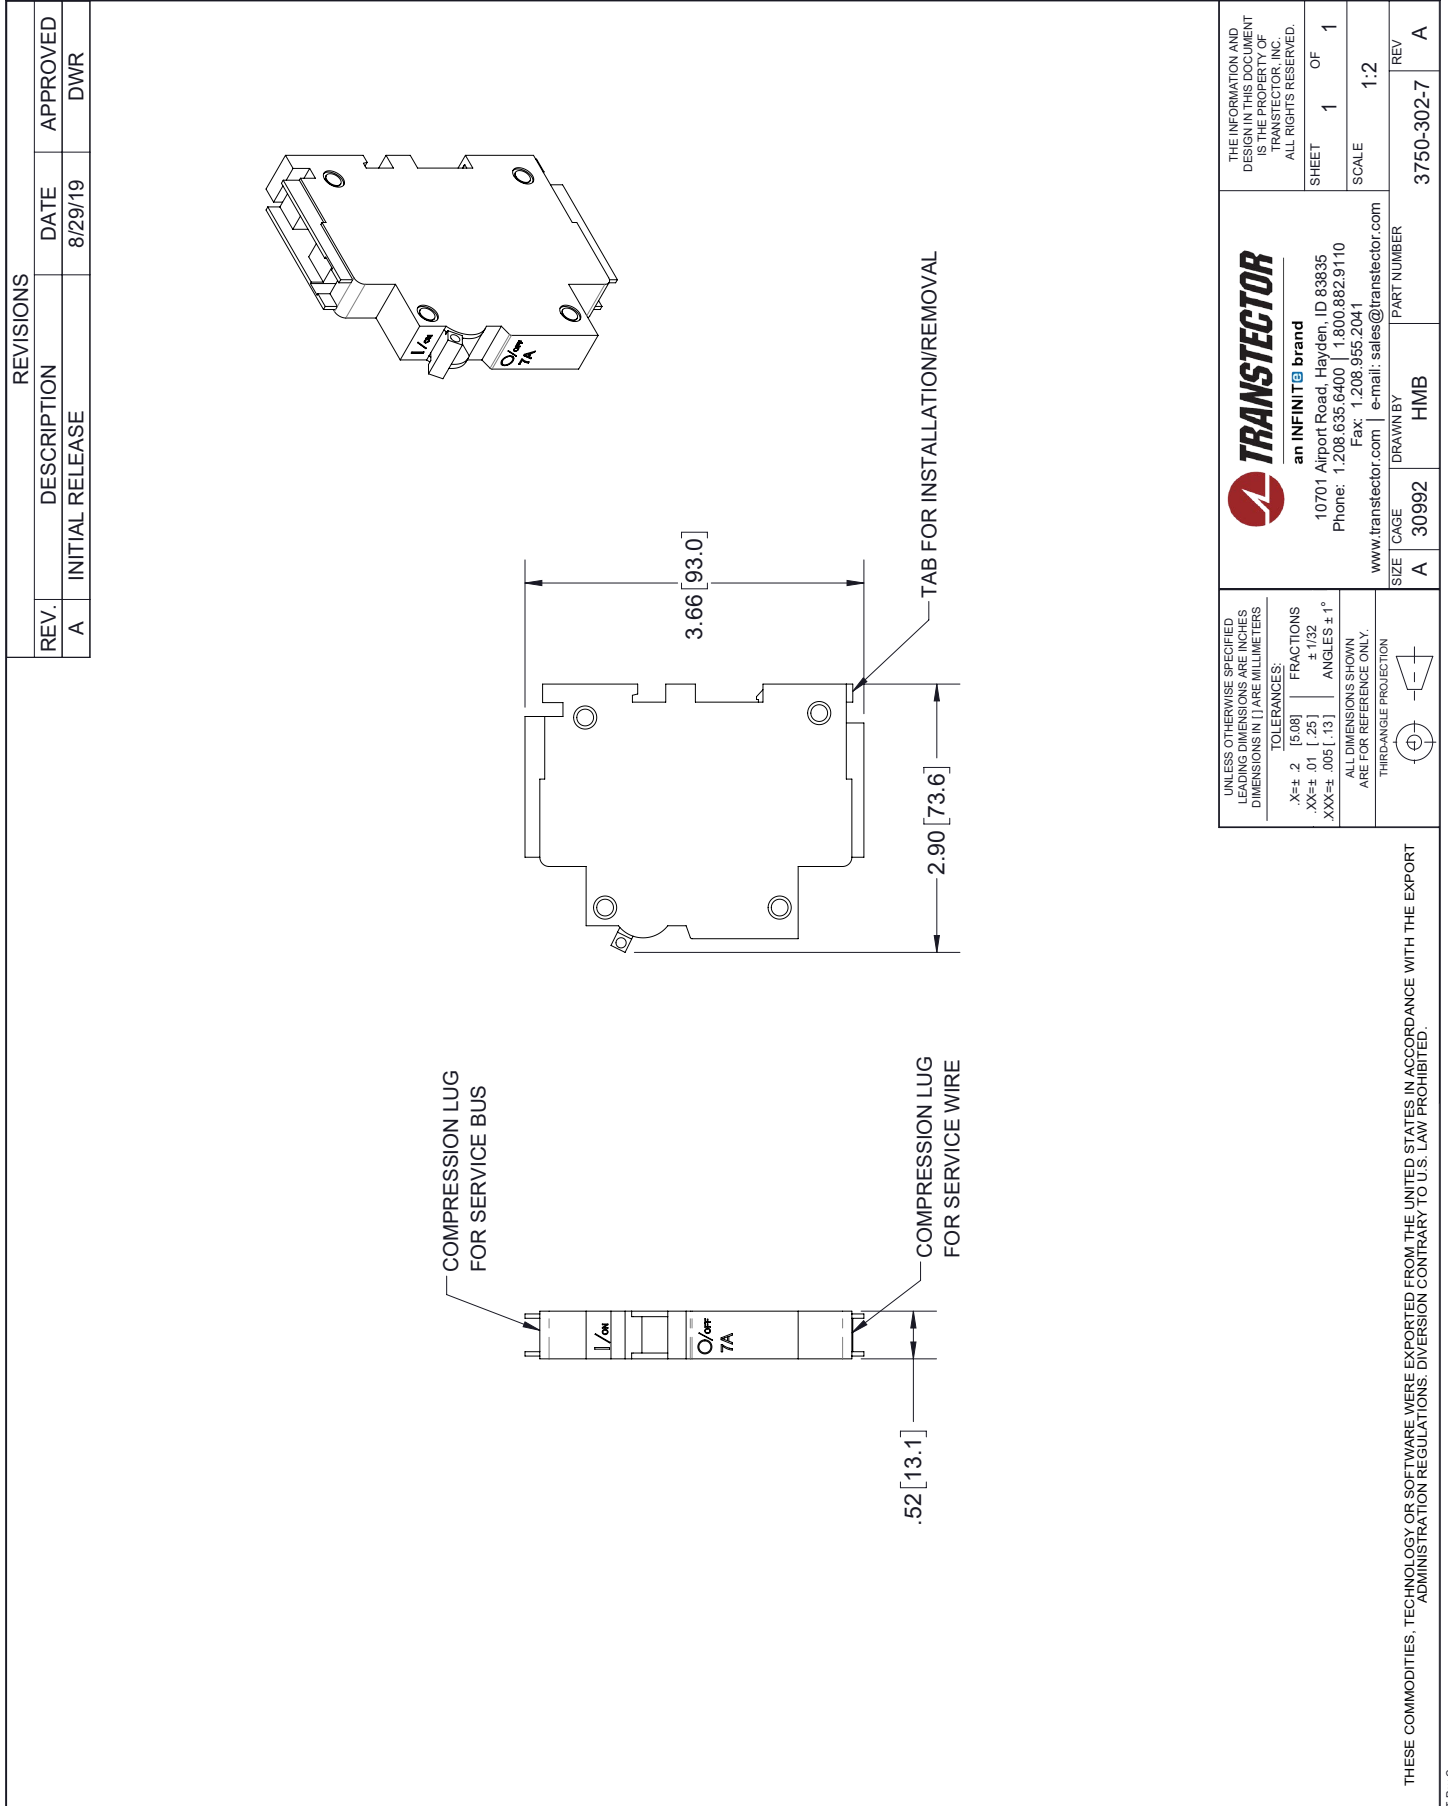 REVISIONS
REV. DESCRIPTION DATE APPROVED
A INITIAL RELEASE 8/29/19 DWR
COMPRESSION LUG
FOR SERVICE BUS
I/ON
O/OFF
7A
.52 [13.1]
COMPRESSION LUG
FOR SERVICE WIRE
3.66 [93.0]
2.90 [73.6]
TAB FOR INSTALLATION/REMOVAL
I/ON
O/OFF
7A
UNLESS OTHERWISE SPECIFIED
LEADING DIMENSIONS ARE INCHES
DIMENSIONS IN [ ] ARE MILLIMETERS
TOLERANCES:
.X=± .2 [5.08] FRACTIONS
.XX=± .01 [ .25 ] ± 1/32
.XXX=± .005 [ .13 ] ANGLES ± 1°
ALL DIMENSIONS SHOWN
ARE FOR REFERENCE ONLY.
THIRD-ANGLE PROJECTION
TRANSTECTOR
an INFINITe brand
10701 Airport Road, Hayden, ID 83835
Phone: 1.208.635.6400 | 1.800.882.9110
Fax: 1.208.955.2041
www.transtector.com | e-mail: sales@transtector.com
THE INFORMATION AND
DESIGN IN THIS DOCUMENT
IS THE PROPERTY OF
TRANSTECTOR, INC.
ALL RIGHTS RESERVED.
SHEET 1 OF 1
SCALE 1:2
SIZE A
CAGE 30992
DRAWN BY HMB
PART NUMBER 3750-302-7
REV A
THESE COMMODITIES, TECHNOLOGY OR SOFTWARE WERE EXPORTED FROM THE UNITED STATES IN ACCORDANCE WITH THE EXPORT
ADMINISTRATION REGULATIONS. DIVERSION CONTRARY TO U.S. LAW PROHIBITED.